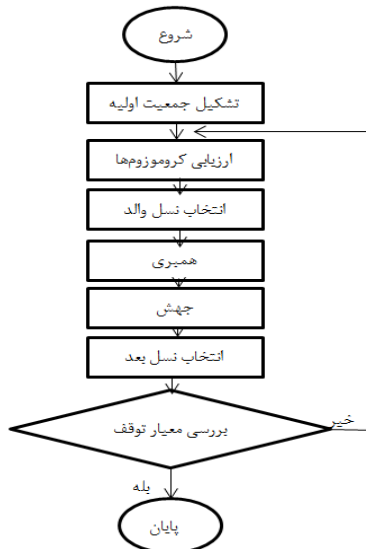 شروع
تشکیل جمعیت اولیه
ارزیابی کروموزوم‌ها
انتخاب نسل والد
همبری
جهش
انتخاب نسل بعد
بررسی معیار توقف
خیر
بله
پایان